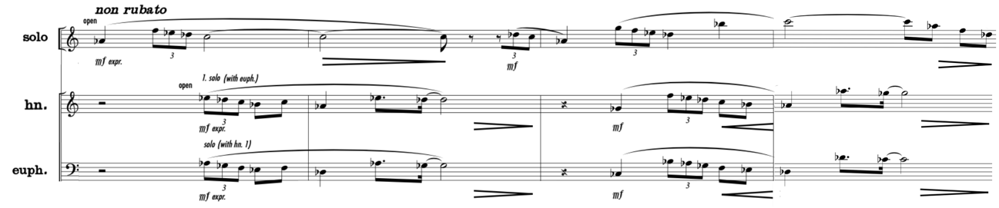 non rubato
open
solo
3
3
3
mf expr.
mf
1. solo (with euph.)
open
hn.
3
3
mf expr.
mf
solo (with hn. 1)
euph.
3
3
mf expr.
mf